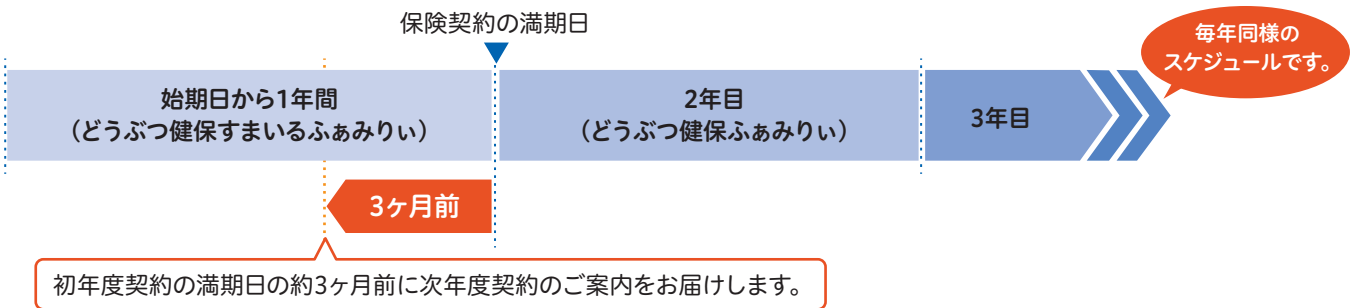 保険契約の満期日
毎年同様の
スケジュールです。
始期日から1年間
（どうぶつ健保すまいるふぁみりぃ）
2年目
（どうぶつ健保ふぁみりぃ）
3年目
3ヶ月前
初年度契約の満期日の約3ヶ月前に次年度契約のご案内をお届けします。